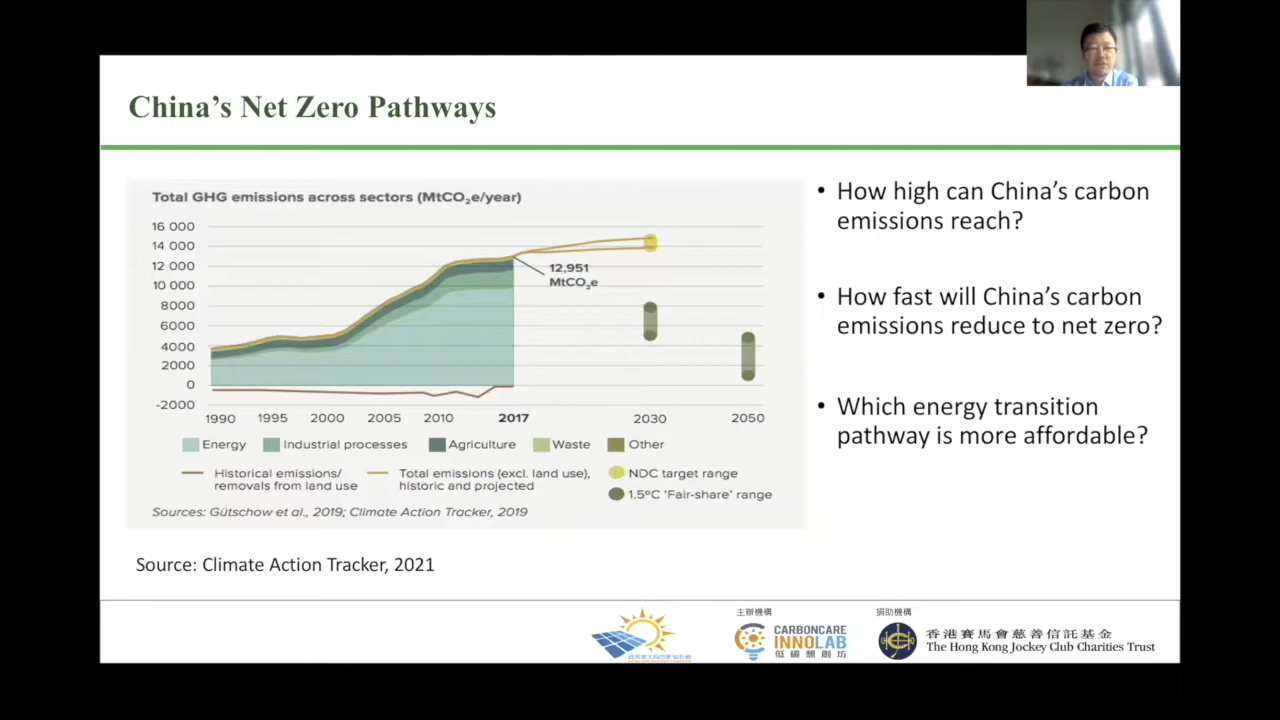 China's Net Zero Pathways
Total GHG emissions across sectors (MtCO₂e/year)
16 000
14 000
12 000
10 000
8000
6000
4000
2000
0
-2000
12,951
MtCO₂e
1990 1995 2000 2005 2010 2017 2030 2050
Energy Industrial processes Agriculture Waste Other
Historical emissions/
removals from land use
Total emissions (excl. land use),
historic and projected
NDC target range
1.5°C 'Fair-share' range
Sources: Gütschow et al., 2019; Climate Action Tracker, 2019
Source: Climate Action Tracker, 2021
• How high can China's carbon
emissions reach?
• How fast will China's carbon
emissions reduce to net zero?
• Which energy transition
pathway is more affordable?
主辦機構
CARBONCARE
INNOLAB
低碳想創坊
捐助機構
香港賽馬會慈善信託基金
The Hong Kong Jockey Club Charities Trust